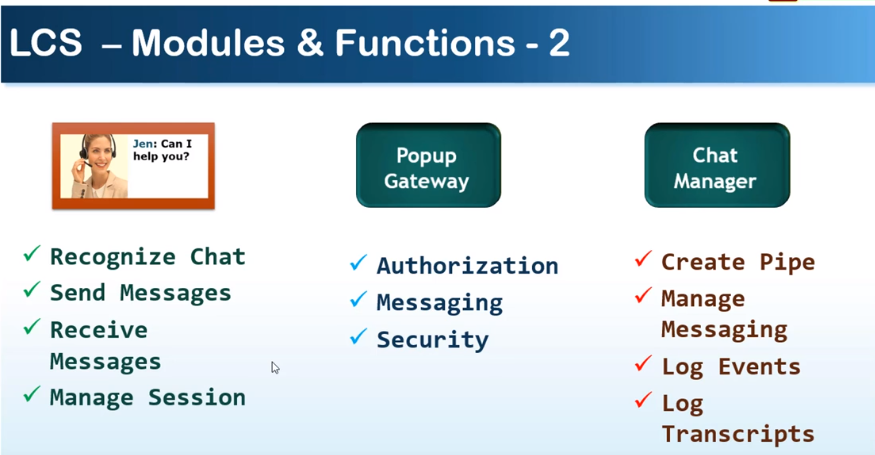 LCS – Modules & Functions - 2
Jen: Can I
help you?
Popup
Gateway
Chat
Manager
✓ Recognize Chat
✓ Send Messages
✓ Receive
Messages
✓ Manage Session
✓ Authorization
✓ Messaging
✓ Security
✓ Create Pipe
✓ Manage
Messaging
✓ Log Events
✓ Log
Transcripts